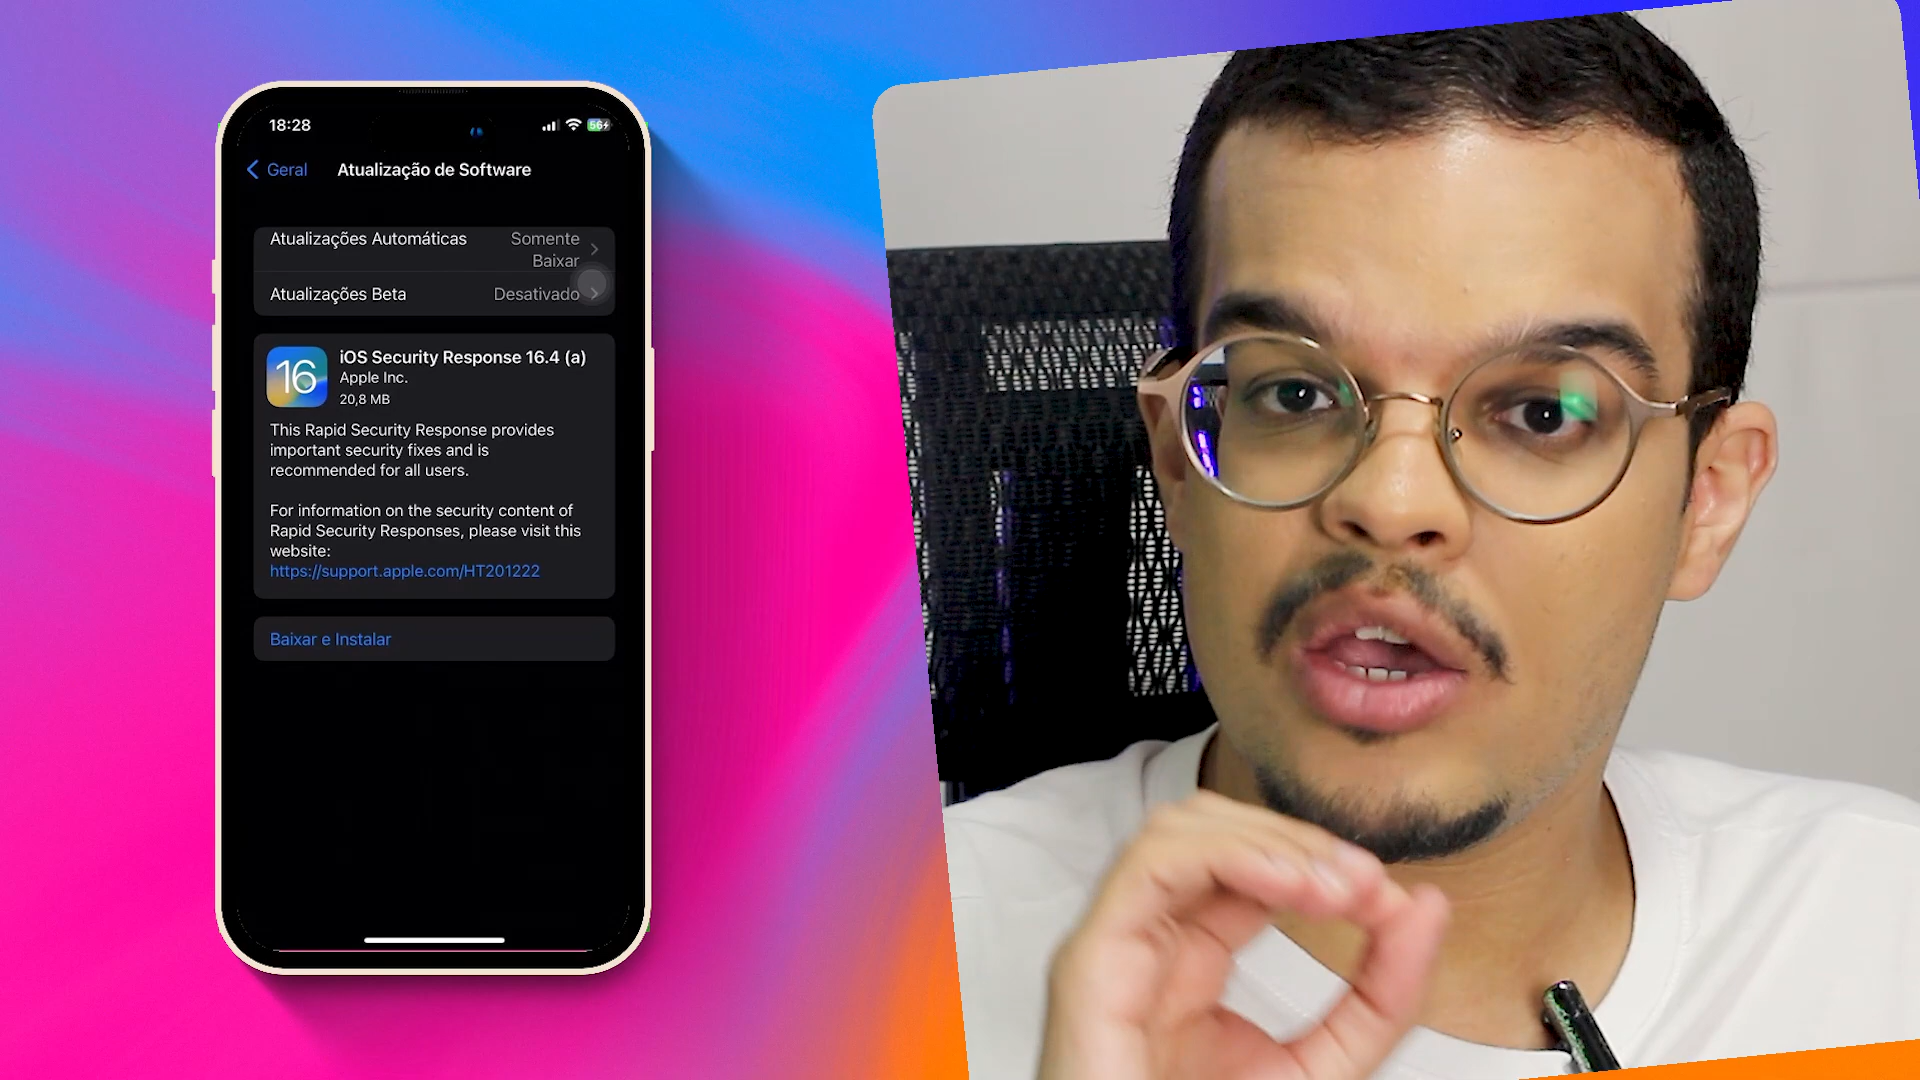 18:28
56
Geral
Atualização de Software
Atualizações Automáticas
Somente
Baixar
Atualizações Beta
Desativado
16
iOS Security Response 16.4 (a)
Apple Inc.
20,8 MB
This Rapid Security Response provides
important security fixes and is
recommended for all users.
For information on the security content of
Rapid Security Responses, please visit this
website:
https://support.apple.com/HT201222
Baixar e Instalar